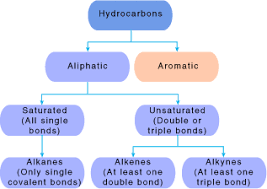 Hydrocarbons
Aliphatic
Aromatic
Saturated
(All single
bonds)
Unsaturated
(Double or
triple bonds)
Alkanes
(Only single
covalent bonds)
Alkenes
(At least one
double bond)
Alkynes
(At least one
triple bond)